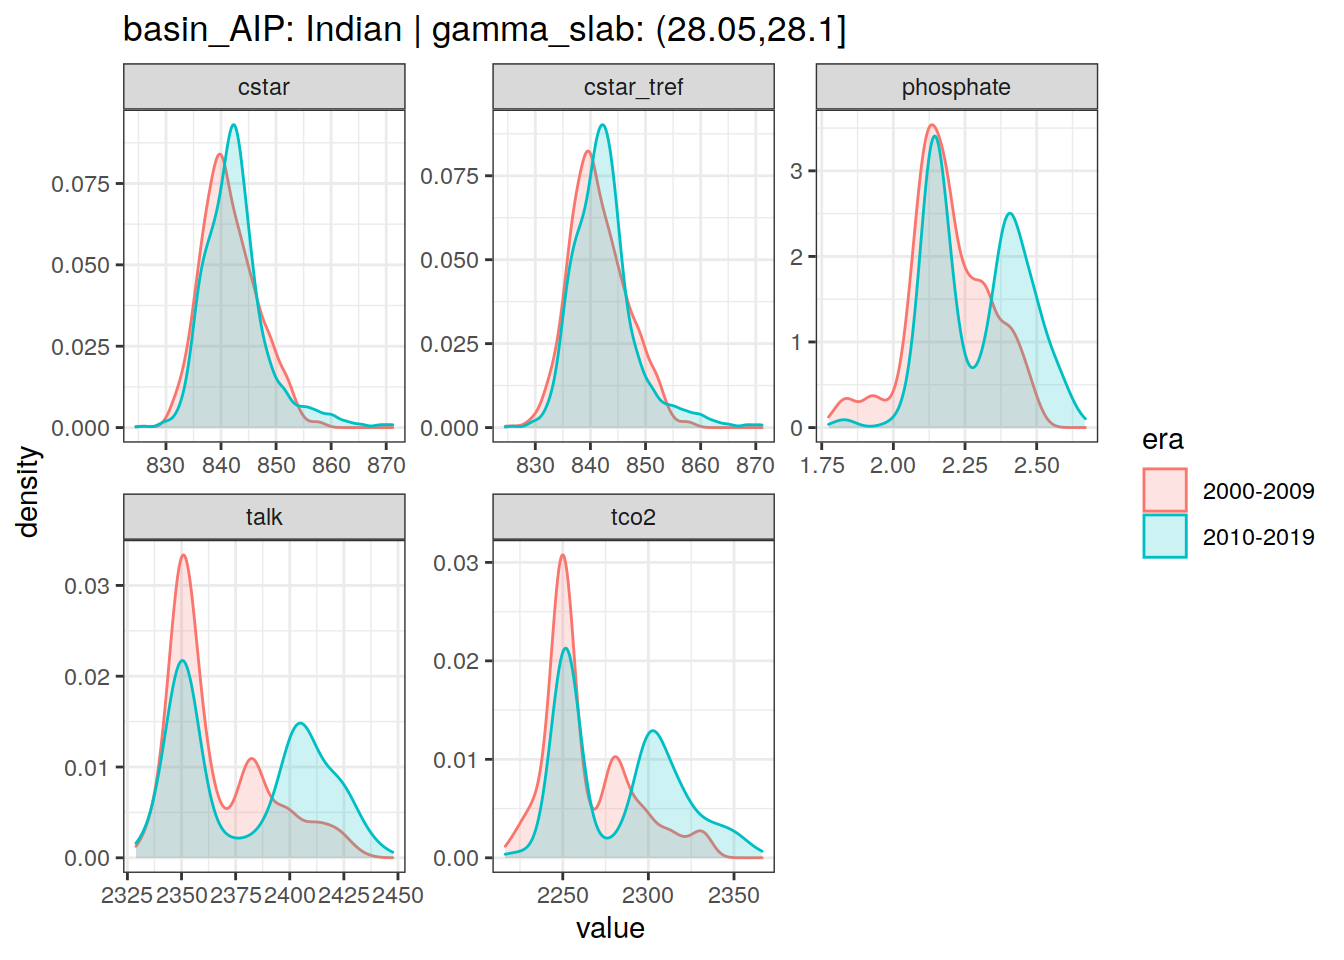 basin_AIP: Indian | gamma_slab: (28.05,28.1]
cstar
cstar_tref
phosphate
0.075
0.050
0.025
0.000
830 840 850 860 870
0.075
0.050
0.025
0.000
830 840 850 860 870
3
2
1
0
1.75 2.00 2.25 2.50
talk
tco2
0.03
0.02
0.01
0.00
2325 2350 2375 2400 2425 2450
0.03
0.02
0.01
0.00
2250 2300 2350
density
value
era
2000-2009
2010-2019